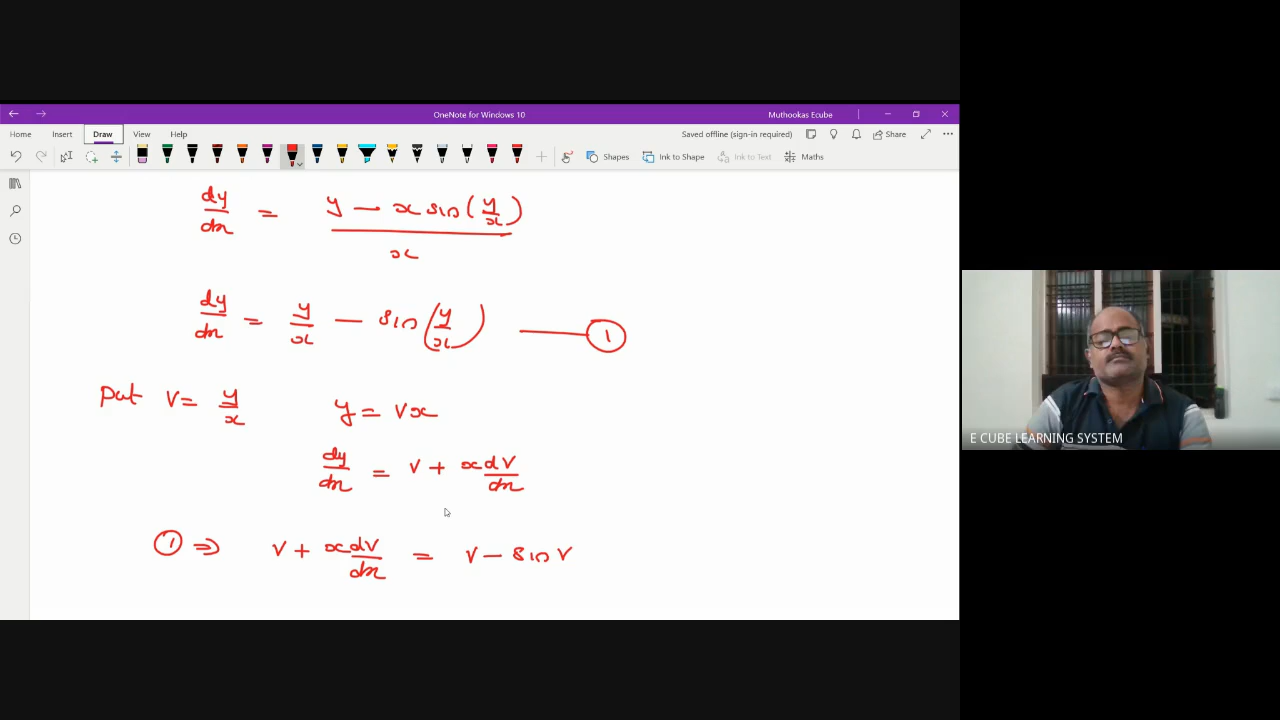 OneNote for Windows 10
Muthookas Ecube
Home Insert Draw View Help
Saved offline (sign-in required) Share
Shapes Ink to Shape Ink to Text Maths
dy/dx = (y - x sin(y/x))/x
dy/dx = y/x - sin(y/x) —— ①
Put v = y/x y = vx
dy/dx = v + x dv/dx
① ⇒ v + x dv/dx = v - sin v
E CUBE LEARNING SYSTEM